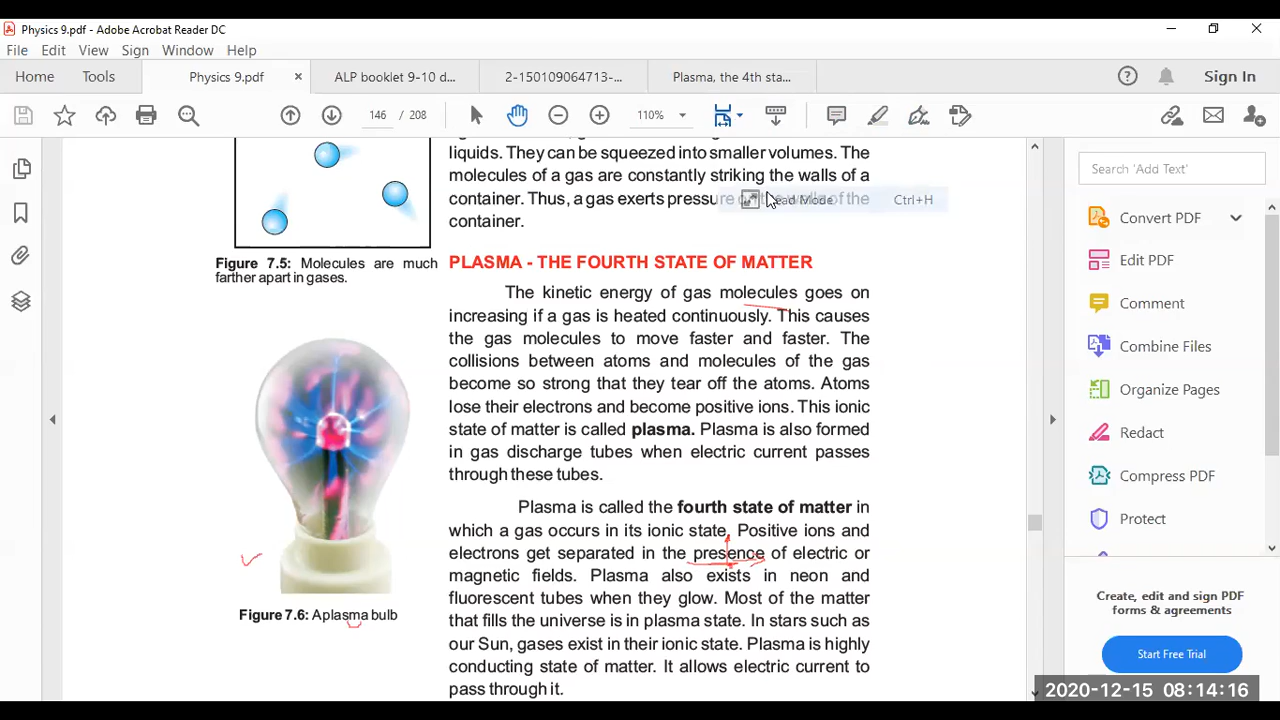 Physics 9.pdf - Adobe Acrobat Reader DC
File Edit View Sign Window Help
Home Tools Physics 9.pdf × ALP booklet 9-10 d... 2-150109064713-... Plasma, the 4th sta... Sign In
146 / 208 110%
liquids. They can be squeezed into smaller volumes. The
molecules of a gas are constantly striking the walls of a
container. Thus, a gas exerts pressure on the walls of the
container.
Read Mode Ctrl+H
Figure 7.5: Molecules are much
farther apart in gases.
PLASMA - THE FOURTH STATE OF MATTER
The kinetic energy of gas molecules goes on
increasing if a gas is heated continuously. This causes
the gas molecules to move faster and faster. The
collisions between atoms and molecules of the gas
become so strong that they tear off the atoms. Atoms
lose their electrons and become positive ions. This ionic
state of matter is called plasma. Plasma is also formed
in gas discharge tubes when electric current passes
through these tubes.
Plasma is called the fourth state of matter in
which a gas occurs in its ionic state. Positive ions and
electrons get separated in the presence of electric or
magnetic fields. Plasma also exists in neon and
fluorescent tubes when they glow. Most of the matter
that fills the universe is in plasma state. In stars such as
our Sun, gases exist in their ionic state. Plasma is highly
conducting state of matter. It allows electric current to
pass through it.
Figure 7.6: Aplasma bulb
Search 'Add Text'
Convert PDF
Edit PDF
Comment
Combine Files
Organize Pages
Redact
Compress PDF
Protect
Create, edit and sign PDF
forms & agreements
Start Free Trial
2020-12-15 08:14:16